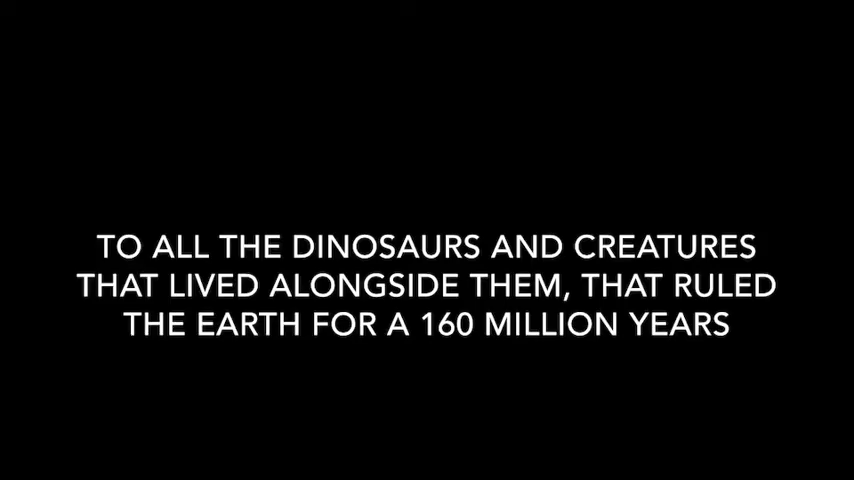 TO ALL THE DINOSAURS AND CREATURES
THAT LIVED ALONGSIDE THEM, THAT RULED
THE EARTH FOR A 160 MILLION YEARS